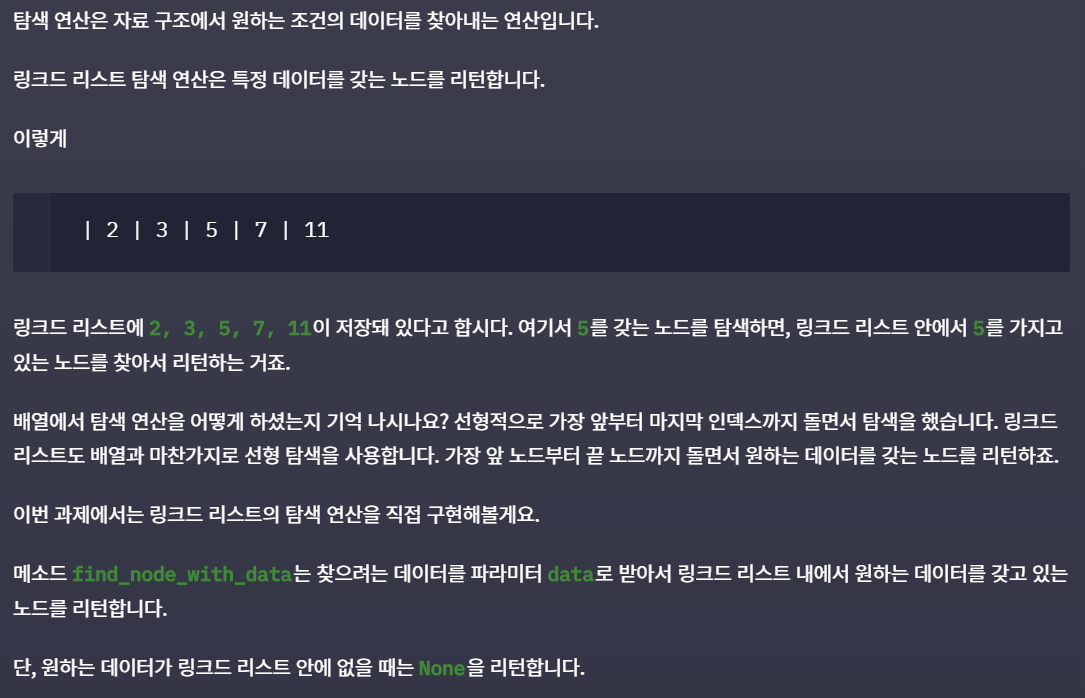 탐색 연산은 자료 구조에서 원하는 조건의 데이터를 찾아내는 연산입니다.
링크드 리스트 탐색 연산은 특정 데이터를 갖는 노드를 리턴합니다.
이렇게
| 2 | 3 | 5 | 7 | 11
링크드 리스트에 2, 3, 5, 7, 11이 저장돼 있다고 합시다. 여기서 5를 갖는 노드를 탐색하면, 링크드 리스트 안에서 5를 가지고
있는 노드를 찾아서 리턴하는 거죠.
배열에서 탐색 연산을 어떻게 하셨는지 기억 나시나요? 선형적으로 가장 앞부터 마지막 인덱스까지 돌면서 탐색을 했습니다. 링크드
리스트도 배열과 마찬가지로 선형 탐색을 사용합니다. 가장 앞 노드부터 끝 노드까지 돌면서 원하는 데이터를 갖는 노드를 리턴하죠.
이번 과제에서는 링크드 리스트의 탐색 연산을 직접 구현해볼게요.
메소드 find_node_with_data는 찾으려는 데이터를 파라미터 data로 받아서 링크드 리스트 내에서 원하는 데이터를 갖고 있는
노드를 리턴합니다.
단, 원하는 데이터가 링크드 리스트 안에 없을 때는 None을 리턴합니다.